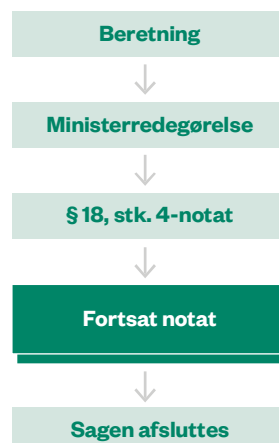 Beretning
Ministerredegørelse
§ 18, stk. 4-notat
Fortsat notat
Sagen afsluttes